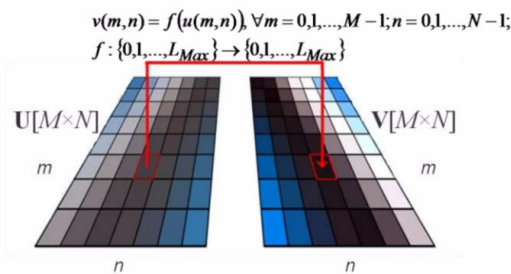 v(m,n) = f(u(m,n)), ∀m = 0,1,...,M −1; n = 0,1,...,N −1;
f : {0,1,...,L_Max} → {0,1,...,L_Max}
U[M×N] V[M×N]
m m
n n